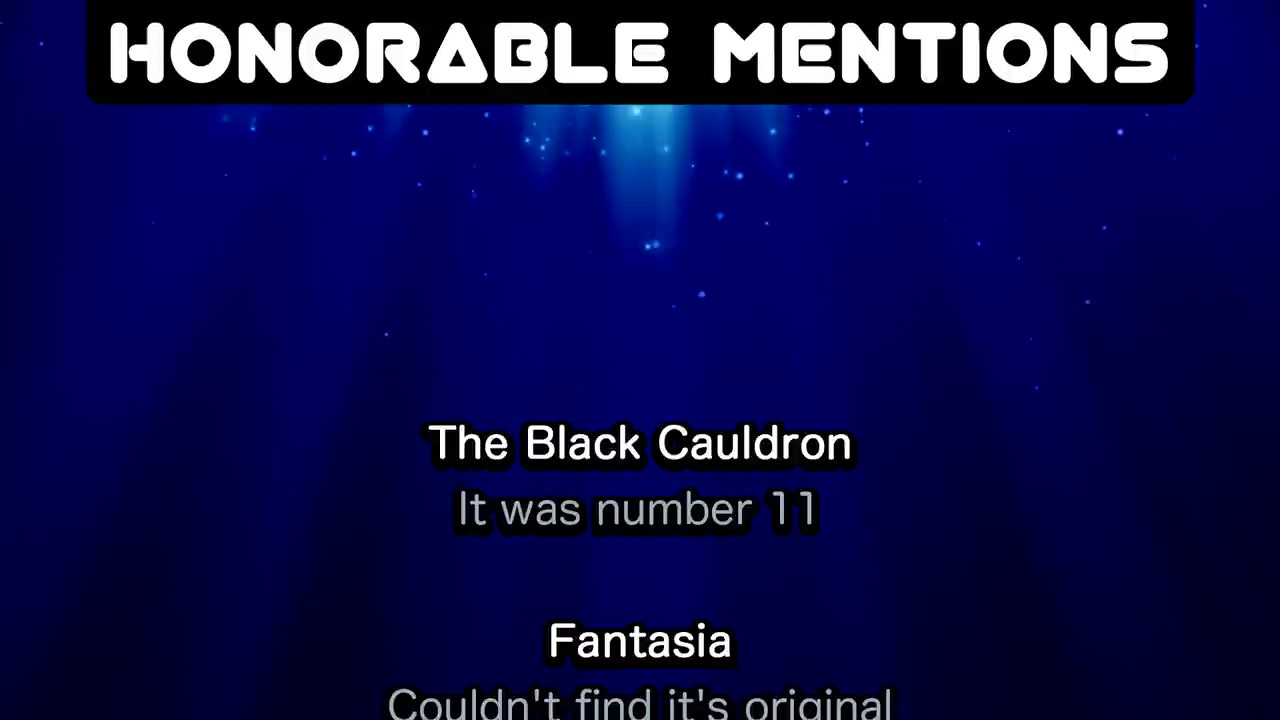 HONORABLE MENTIONS
The Black Cauldron
It was number 11
Fantasia
Couldn't find it's original